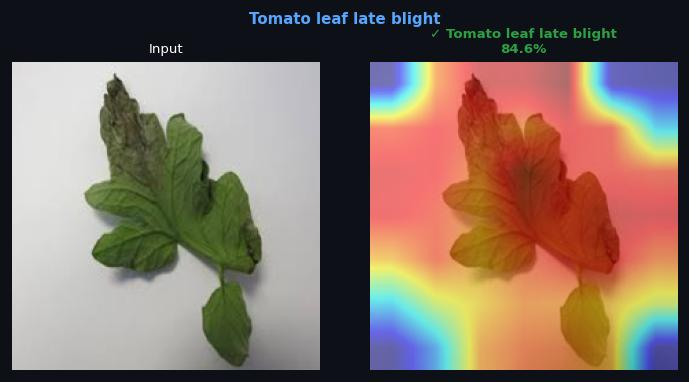 Tomato leaf late blight
Input
✓ Tomato leaf late blight
84.6%